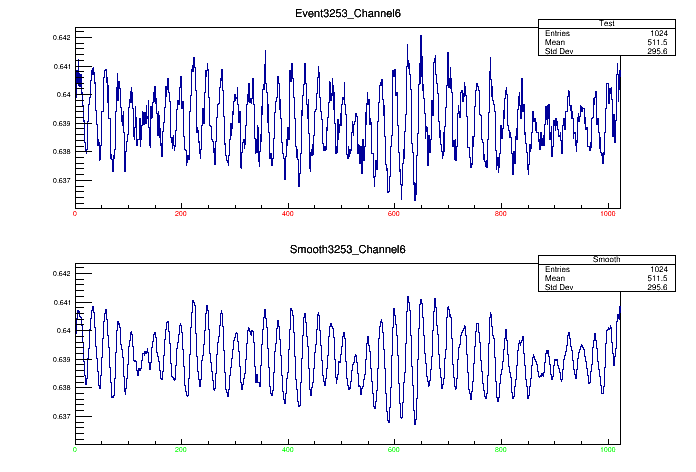 Event3253_Channel6
Test
Entries 1024
Mean 511.5
Std Dev 295.6
0.642
0.641
0.64
0.639
0.638
0.637
0 200 400 600 800 1000
Smooth3253_Channel6
Smooth
Entries 1024
Mean 511.5
Std Dev 295.6
0.642
0.641
0.64
0.639
0.638
0.637
0 200 400 600 800 1000